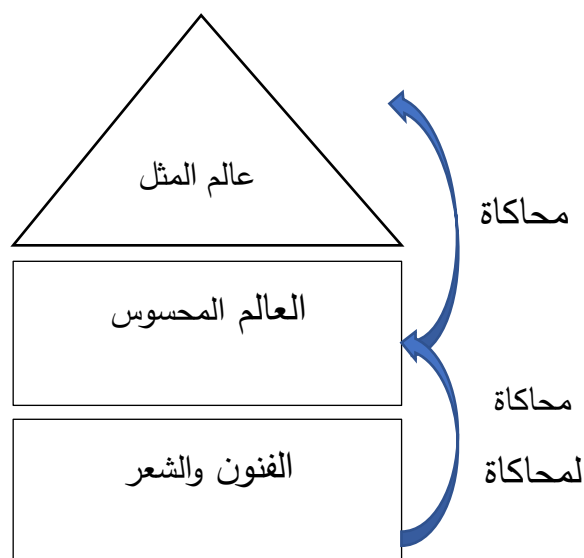 عالم المثل
محاكاة
العالم المحسوس
محاكاة
لمحاكاة
الفنون والشعر